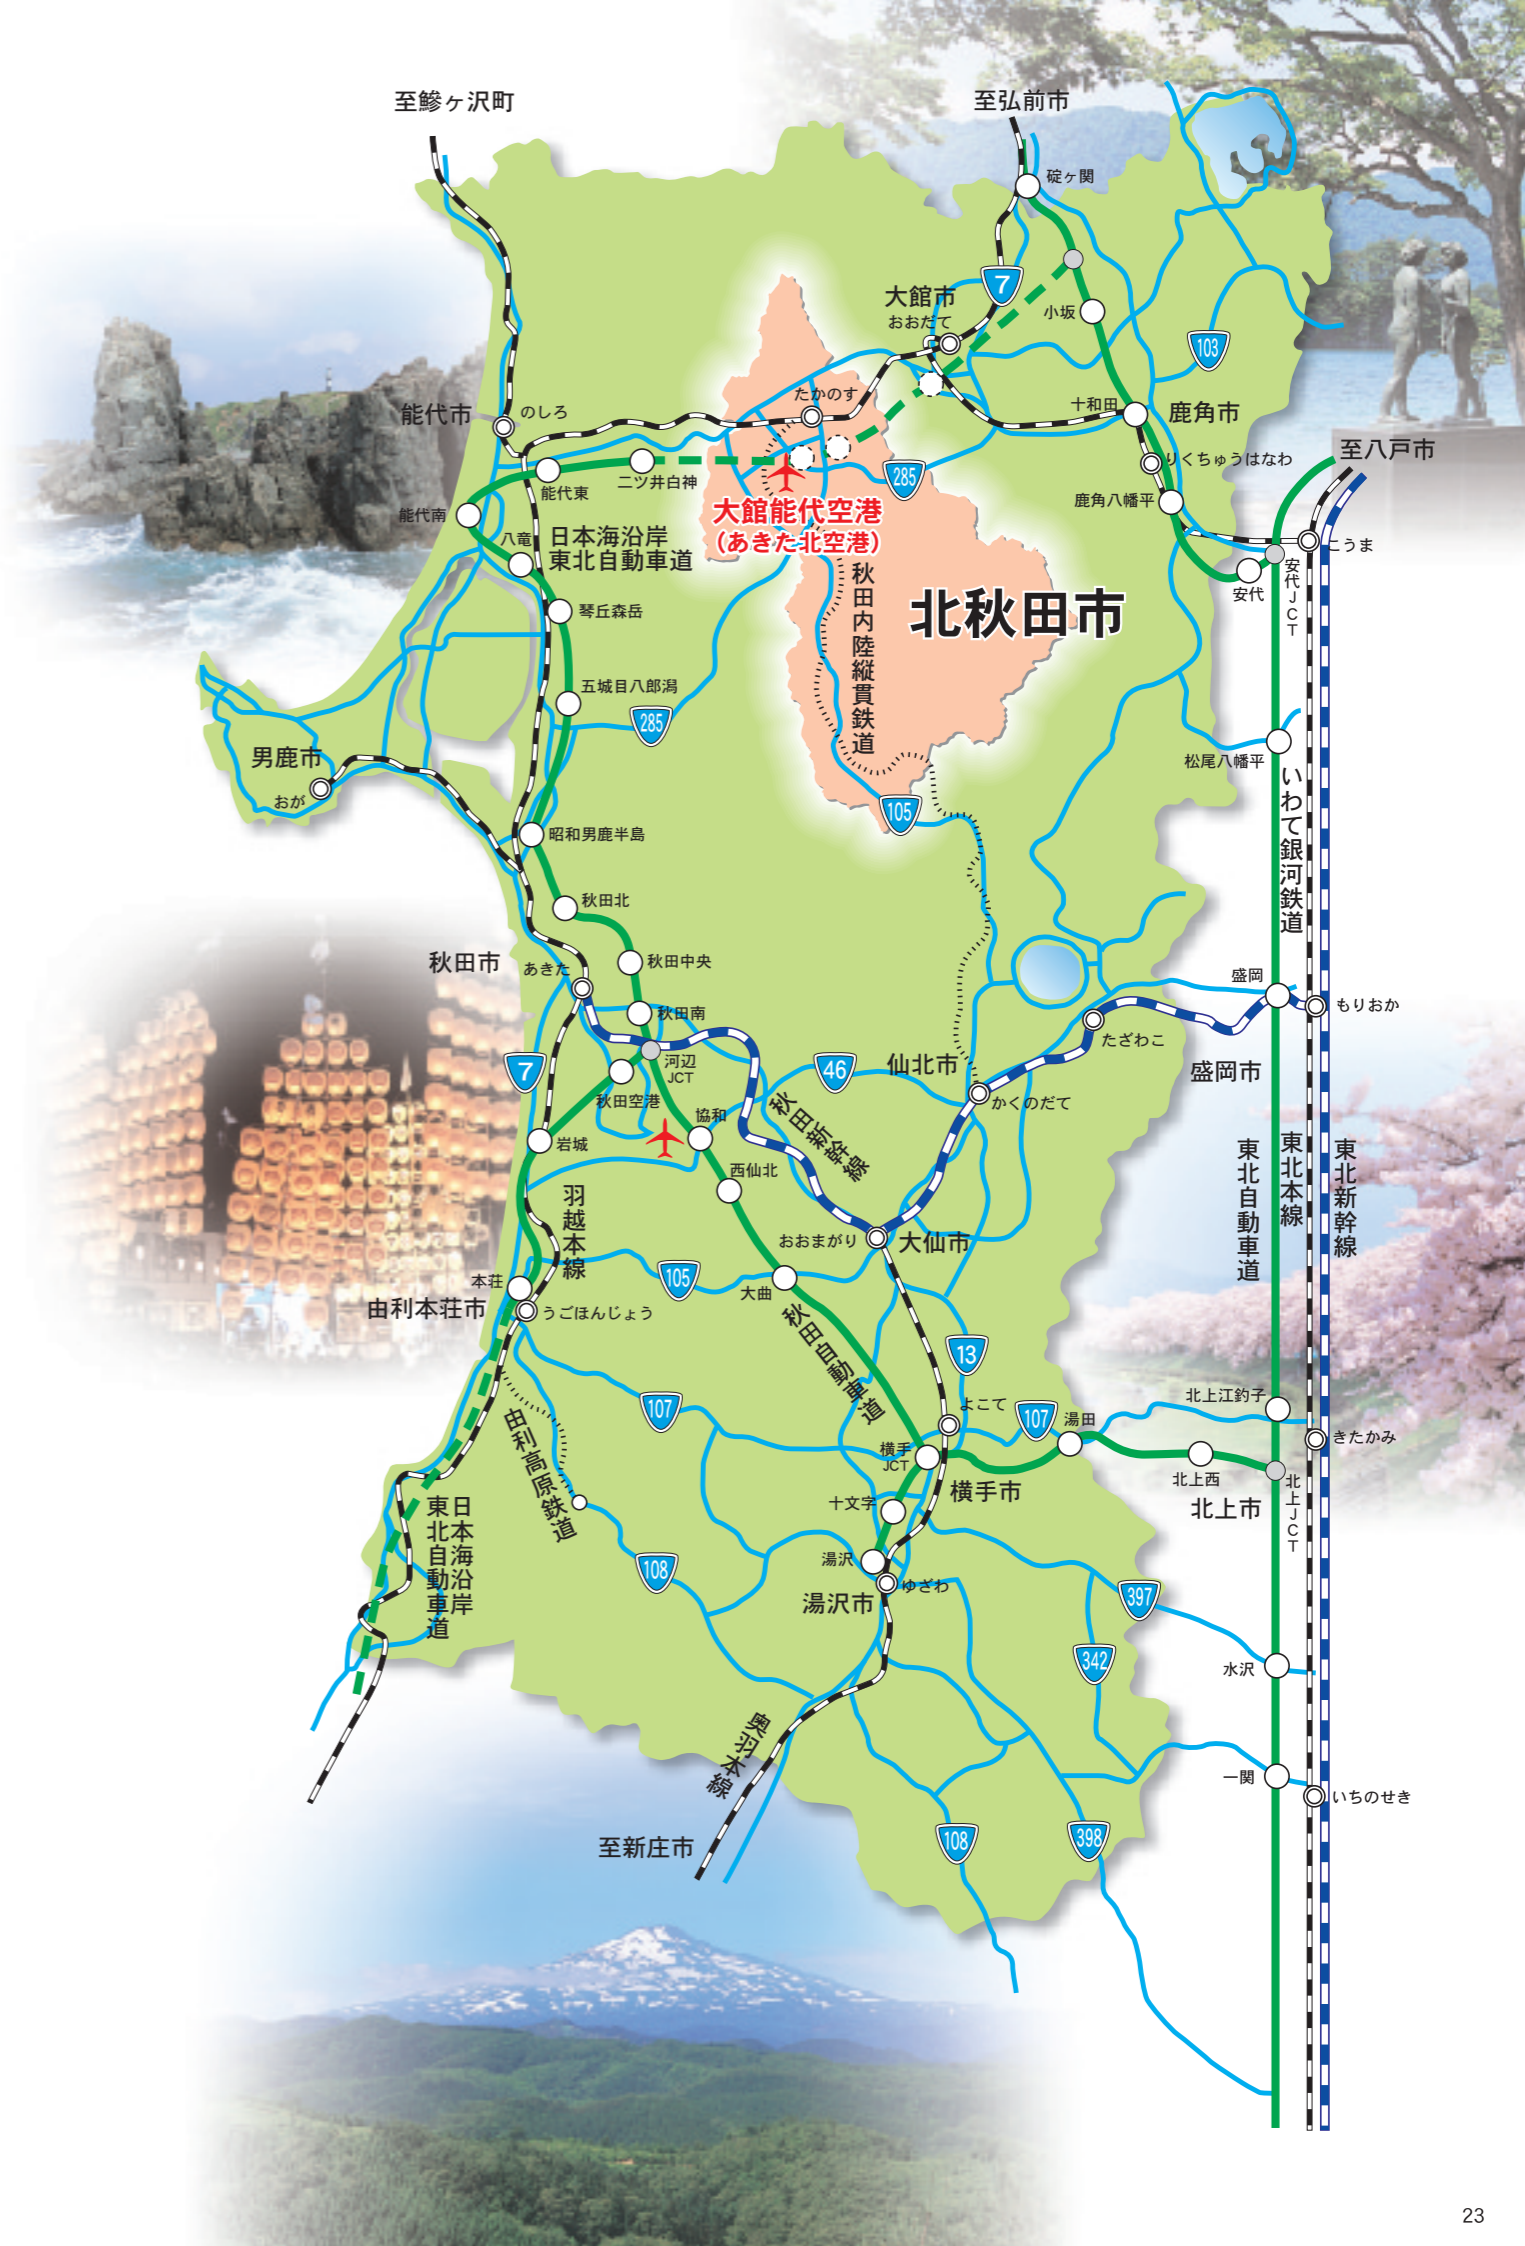 至鰺ヶ沢町
至弘前市
碇ヶ関
7
大館市
おおだて
小坂
103
たかのす
十和田
鹿角市
能代市
のしろ
至八戸市
りくちゅうはなわ
285
二ツ井白神
能代東
鹿角八幡平
能代南
大館能代空港
(あきた北空港)
八竜
日本海沿岸
東北自動車道
こうま
安代JCT
安代
秋田内陸縦貫鉄道
北秋田市
琴丘森岳
五城目八郎潟
285
男鹿市
おが
松尾八幡平
いわて銀河鉄道
105
昭和男鹿半島
秋田北
秋田市
あきた
秋田中央
盛岡
もりおか
秋田南
たざわこ
河辺
JCT
7
46
仙北市
盛岡市
秋田空港
かくのだて
協和
秋田新幹線
岩城
西仙北
東北自動車道
東北本線
東北新幹線
羽越本線
おおまがり
大仙市
本荘
105
大曲
由利本荘市
うごほんじょう
秋田自動車道
13
107
よこて
107
湯田
北上江釣子
きたかみ
由利高原鉄道
横手
JCT
北上西
横手市
北上市
北上JCT
日本海沿岸
東北自動車道
十文字
湯沢
ゆざわ
108
湯沢市
397
342
水沢
奥羽本線
一関
いちのせき
至新庄市
108
398
23